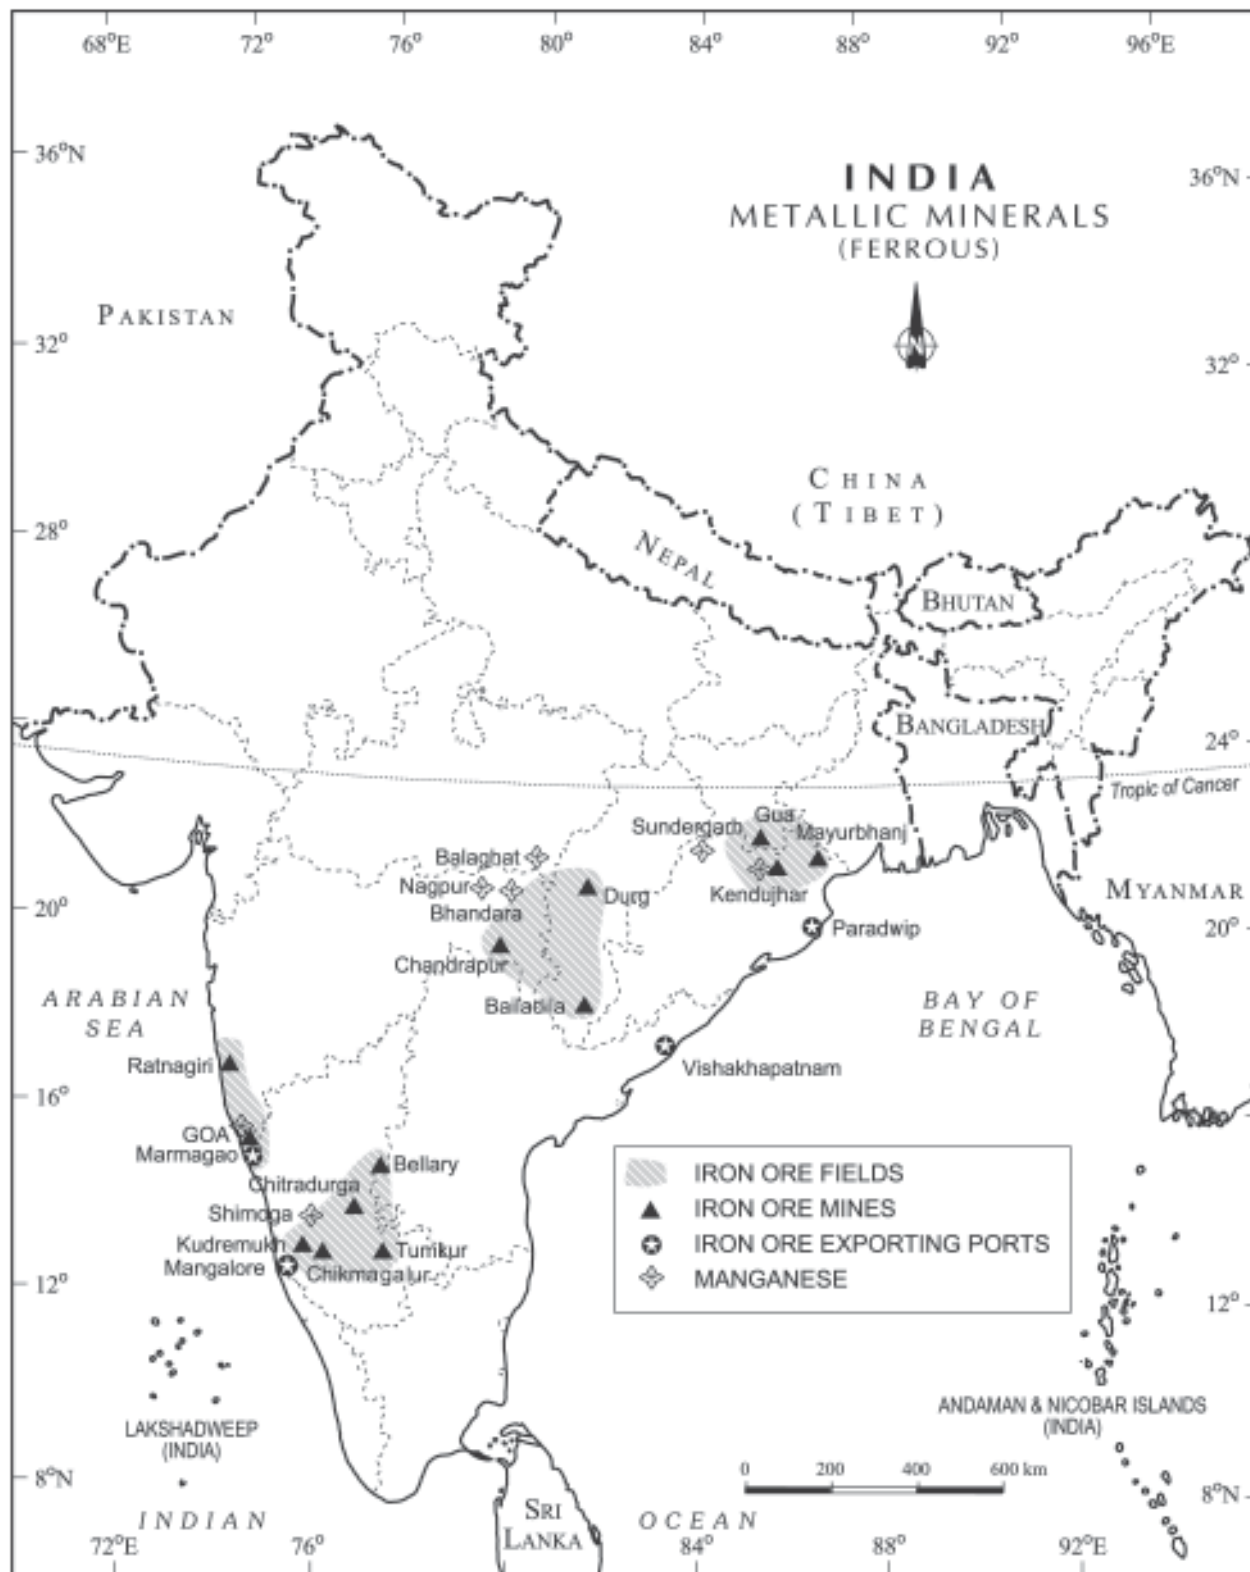 68°E 72° 76° 80° 84° 88° 92° 96°E
36°N
36°N
INDIA
METALLIC MINERALS
(FERROUS)
PAKISTAN
32°
32°
CHINA
(TIBET)
28°
NEPAL
BHUTAN
BANGLADESH
24°
Tropic of Cancer
Gua
Sundergarh
Mayurbhanj
Balaghat
Nagpur
Durg
Kendujhar
MYANMAR
20°
Bhandara
20°
Paradwip
Chandrapur
ARABIAN
SEA
Bailadila
BAY OF
BENGAL
Ratnagiri
Vishakhapatnam
16°
GOA
Marmagao
Bellary
Chitradurga
Shimoga
Kudremukh
Tumkur
Mangalore
Chikmagalur
IRON ORE FIELDS
IRON ORE MINES
IRON ORE EXPORTING PORTS
MANGANESE
12°
12°
LAKSHADWEEP
(INDIA)
ANDAMAN & NICOBAR ISLANDS
(INDIA)
0 200 400 600 km
8°N
8°N
INDIAN
OCEAN
SRI
LANKA
72°E 76° 84° 88° 92°E